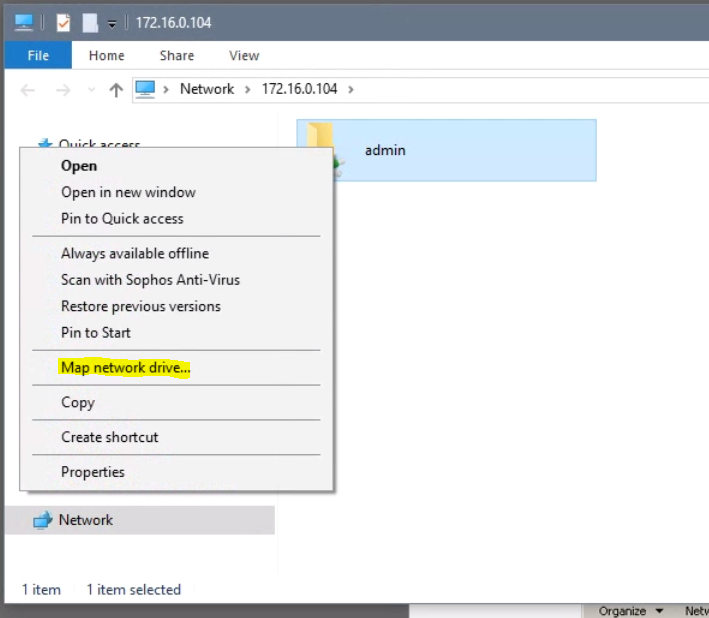 172.16.0.104
File Home Share View
Network 172.16.0.104
Quick access
admin
Open
Open in new window
Pin to Quick access
Always available offline
Scan with Sophos Anti-Virus
Restore previous versions
Pin to Start
Map network drive...
Copy
Create shortcut
Properties
Network
1 item 1 item selected
Organize